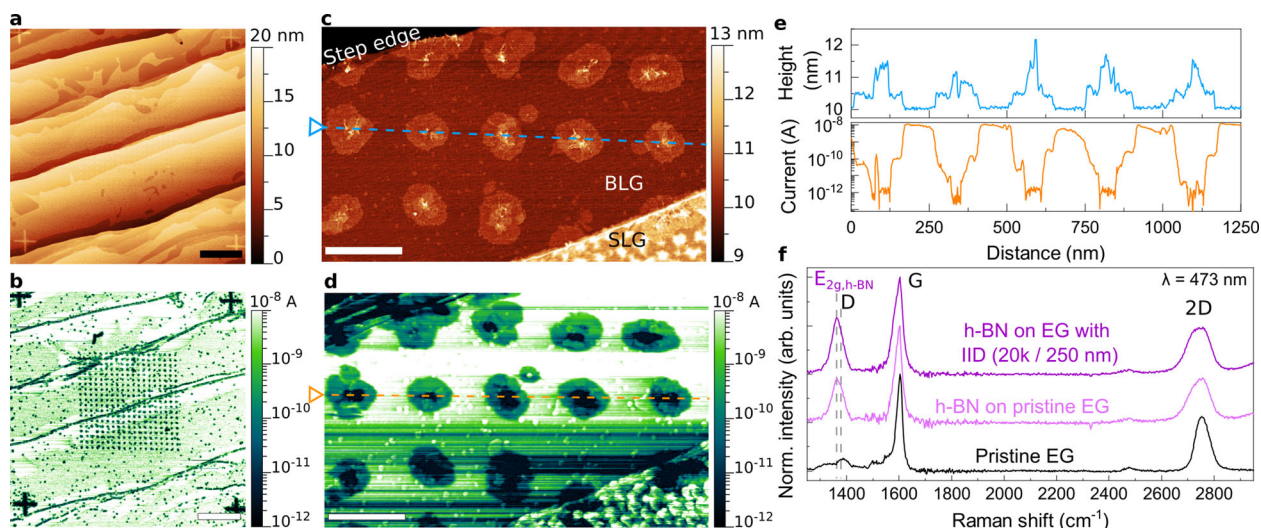 a
20 nm
15
10
5
0
b
10-8 A
10-9
10-10
10-11
10-12
c
Step edge
BLG
SLG
13 nm
12
11
10
9
d
10-8 A
10-9
10-10
10-11
10-12
e
Height
(nm)
12
11
10
Current (A)
10-8
10-10
10-12
0 250 500 750 1000 1250
Distance (nm)
f
Norm. intensity (arb. units)
E2g,h-BN
D
G
λ = 473 nm
2D
h-BN on EG with
IID (20k / 250 nm)
h-BN on pristine EG
Pristine EG
1400 1600 1800 2000 2200 2400 2600 2800
Raman shift (cm-1)